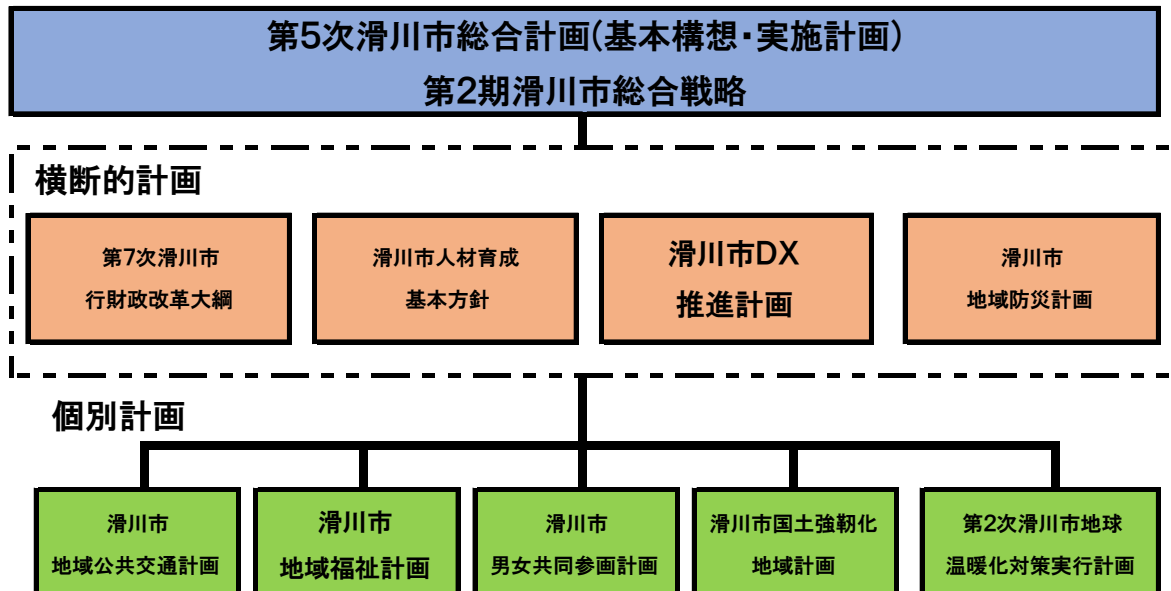 第5次滑川市総合計画(基本構想・実施計画)
第2期滑川市総合戦略
横断的計画
第7次滑川市
行財政改革大綱
滑川市人材育成
基本方針
滑川市DX
推進計画
滑川市
地域防災計画
個別計画
滑川市
地域公共交通計画
滑川市
地域福祉計画
滑川市
男女共同参画計画
滑川市国土強靭化
地域計画
第2次滑川市地球
温暖化対策実行計画